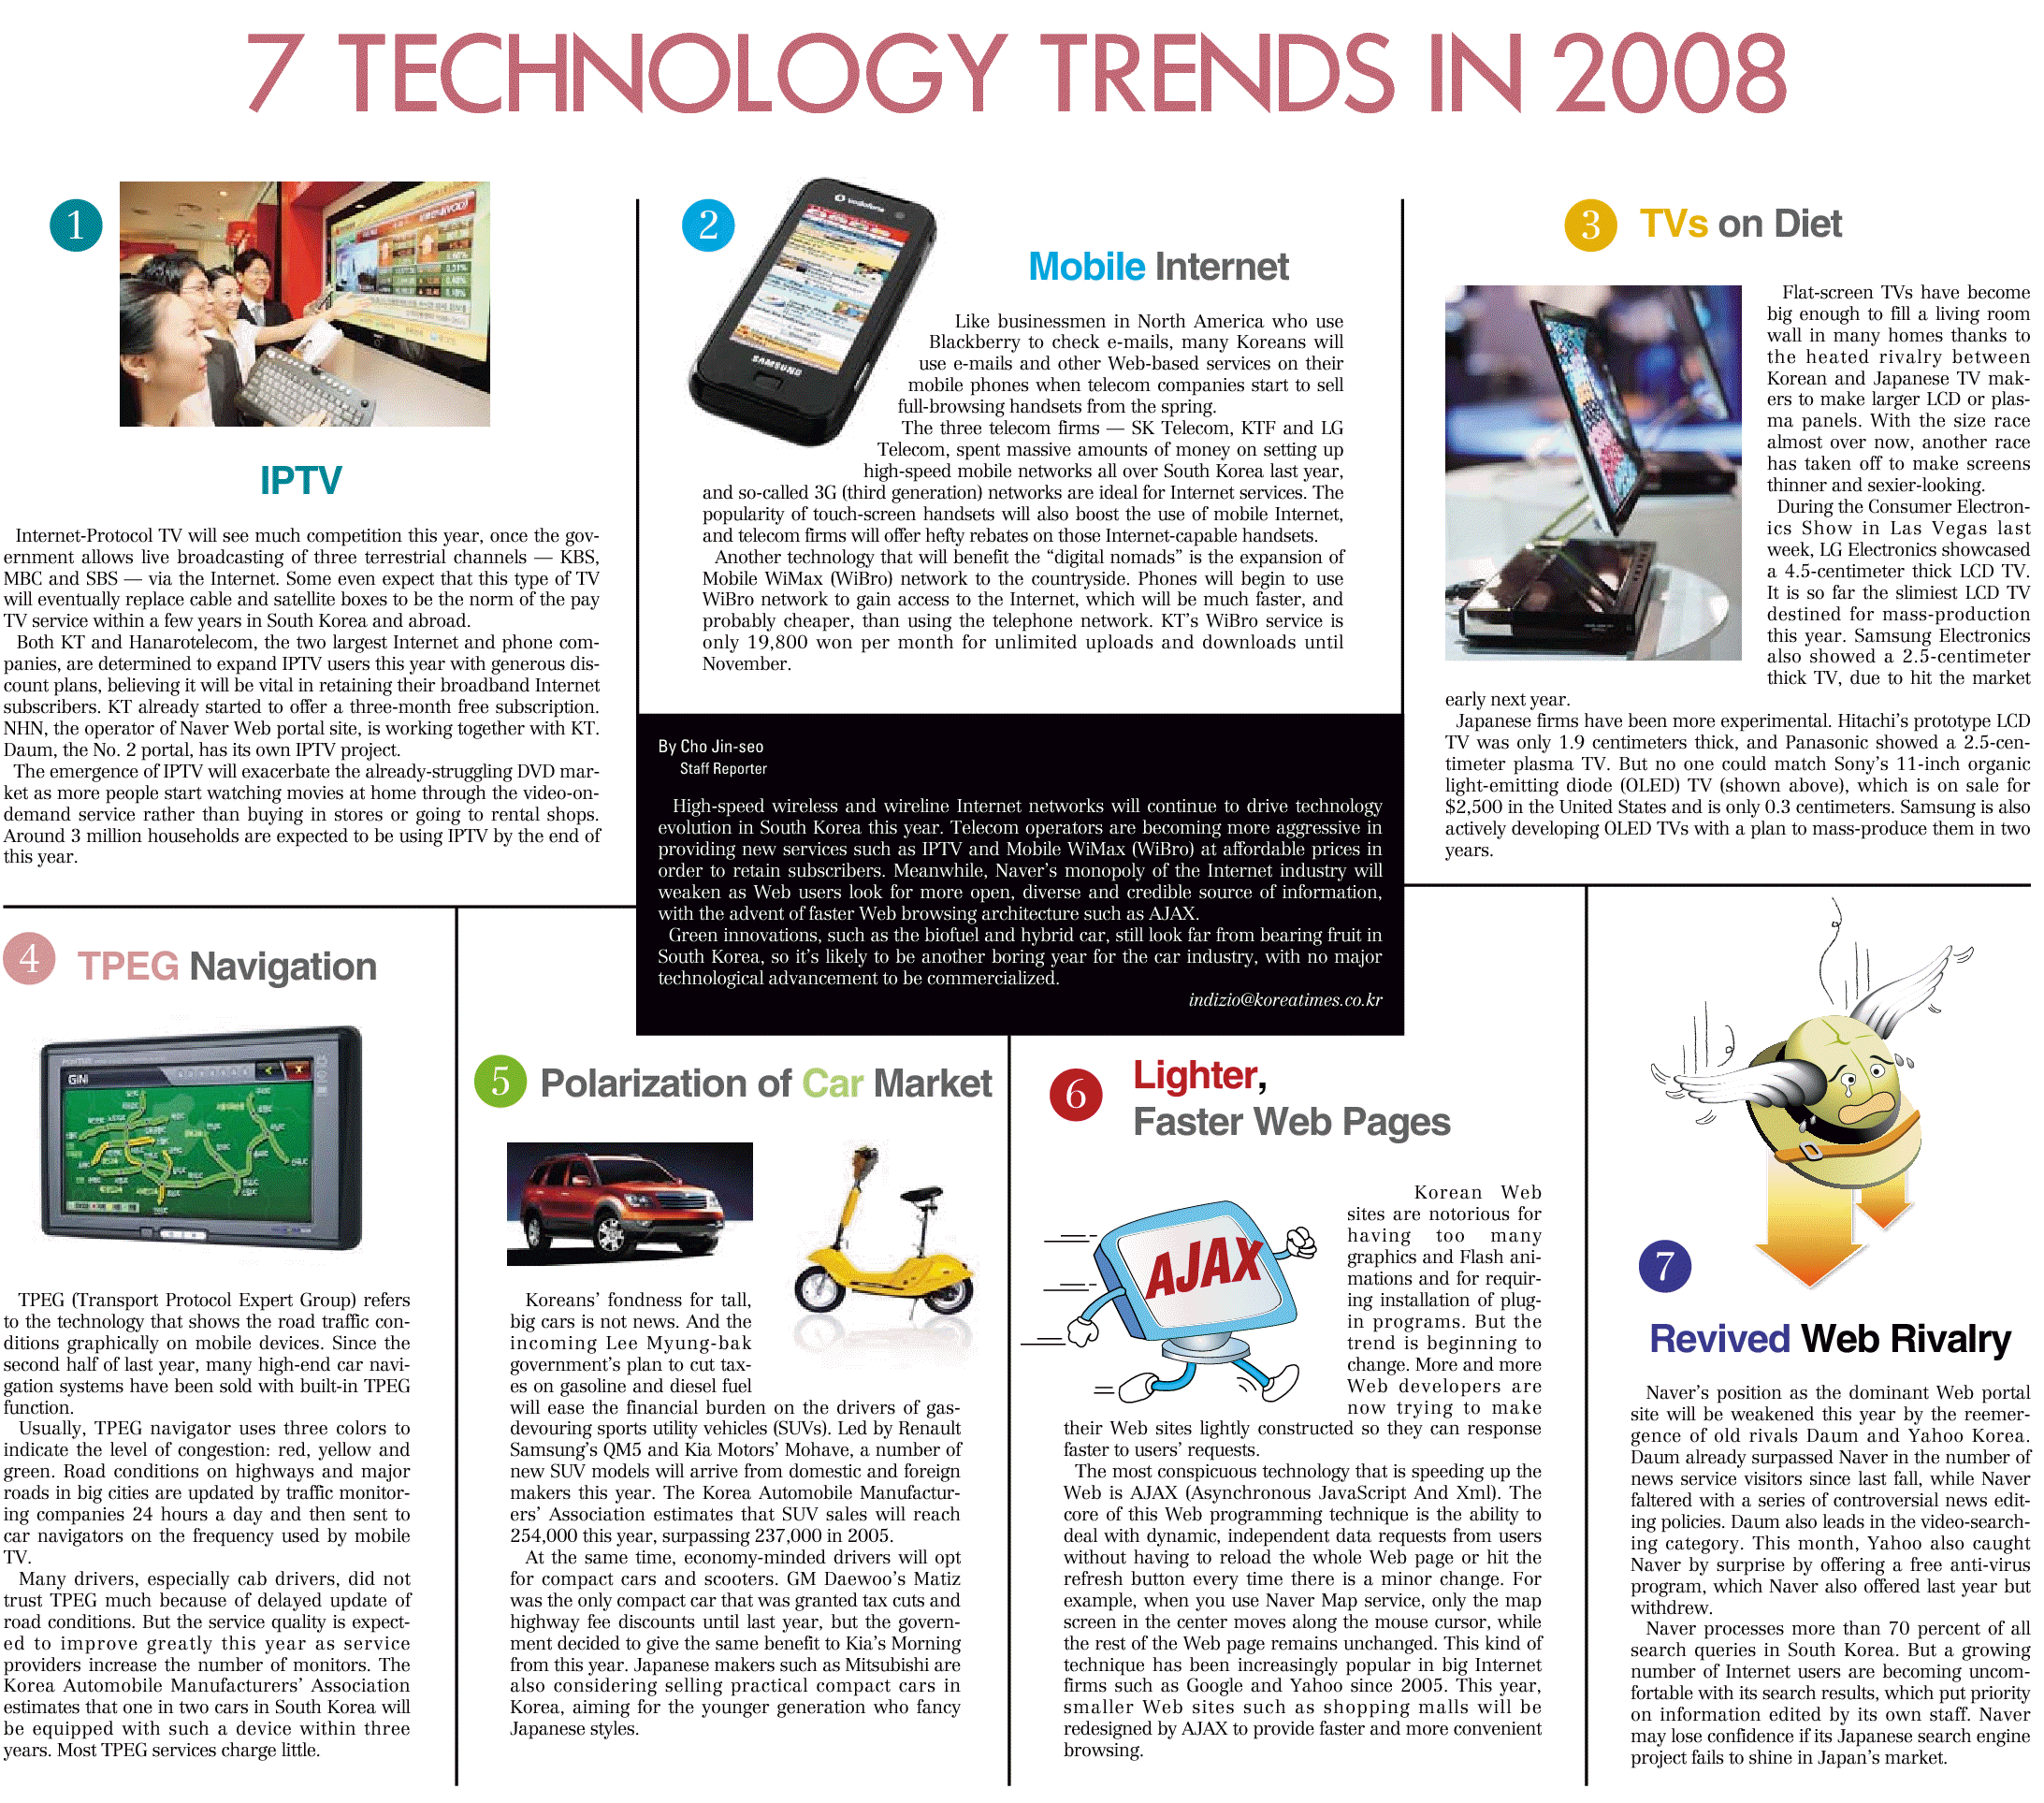 7 TECHNOLOGY TRENDS IN 2008
1
IPTV
Internet-Protocol TV will see much competition this year, once the gov-
ernment allows live broadcasting of three terrestrial channels — KBS,
MBC and SBS — via the Internet. Some even expect that this type of TV
will eventually replace cable and satellite boxes to be the norm of the pay
TV service within a few years in South Korea and abroad.
Both KT and Hanarotelecom, the two largest Internet and phone com-
panies, are determined to expand IPTV users this year with generous dis-
count plans, believing it will be vital in retaining their broadband Internet
subscribers. KT already started to offer a three-month free subscription.
NHN, the operator of Naver Web portal site, is working together with KT.
Daum, the No. 2 portal, has its own IPTV project.
The emergence of IPTV will exacerbate the already-struggling DVD mar-
ket as more people start watching movies at home through the video-on-
demand service rather than buying in stores or going to rental shops.
Around 3 million households are expected to be using IPTV by the end of
this year.
2
vodafone
SAMSUNG
Mobile Internet
Like businessmen in North America who use
Blackberry to check e-mails, many Koreans will
use e-mails and other Web-based services on their
mobile phones when telecom companies start to sell
full-browsing handsets from the spring.
The three telecom firms — SK Telecom, KTF and LG
Telecom, spent massive amounts of money on setting up
high-speed mobile networks all over South Korea last year,
and so-called 3G (third generation) networks are ideal for Internet services. The
popularity of touch-screen handsets will also boost the use of mobile Internet,
and telecom firms will offer hefty rebates on those Internet-capable handsets.
Another technology that will benefit the “digital nomads” is the expansion of
Mobile WiMax (WiBro) network to the countryside. Phones will begin to use
WiBro network to gain access to the Internet, which will be much faster, and
probably cheaper, than using the telephone network. KT’s WiBro service is
only 19,800 won per month for unlimited uploads and downloads until
November.
3
TVs on Diet
Flat-screen TVs have become
big enough to fill a living room
wall in many homes thanks to
the heated rivalry between
Korean and Japanese TV mak-
ers to make larger LCD or plas-
ma panels. With the size race
almost over now, another race
has taken off to make screens
thinner and sexier-looking.
During the Consumer Electron-
ics Show in Las Vegas last
week, LG Electronics showcased
a 4.5-centimeter thick LCD TV.
It is so far the slimiest LCD TV
destined for mass-production
this year. Samsung Electronics
also showed a 2.5-centimeter
thick TV, due to hit the market
early next year.
Japanese firms have been more experimental. Hitachi’s prototype LCD
TV was only 1.9 centimeters thick, and Panasonic showed a 2.5-cen-
timeter plasma TV. But no one could match Sony’s 11-inch organic
light-emitting diode (OLED) TV (shown above), which is on sale for
$2,500 in the United States and is only 0.3 centimeters. Samsung is also
actively developing OLED TVs with a plan to mass-produce them in two
years.
By Cho Jin-seo
Staff Reporter
High-speed wireless and wireline Internet networks will continue to drive technology
evolution in South Korea this year. Telecom operators are becoming more aggressive in
providing new services such as IPTV and Mobile WiMax (WiBro) at affordable prices in
order to retain subscribers. Meanwhile, Naver’s monopoly of the Internet industry will
weaken as Web users look for more open, diverse and credible source of information,
with the advent of faster Web browsing architecture such as AJAX.
Green innovations, such as the biofuel and hybrid car, still look far from bearing fruit in
South Korea, so it’s likely to be another boring year for the car industry, with no major
technological advancement to be commercialized.
indizio@koreatimes.co.kr
4
TPEG Navigation
GINI
TPEG (Transport Protocol Expert Group) refers
to the technology that shows the road traffic con-
ditions graphically on mobile devices. Since the
second half of last year, many high-end car navi-
gation systems have been sold with built-in TPEG
function.
Usually, TPEG navigator uses three colors to
indicate the level of congestion: red, yellow and
green. Road conditions on highways and major
roads in big cities are updated by traffic monitor-
ing companies 24 hours a day and then sent to
car navigators on the frequency used by mobile
TV.
Many drivers, especially cab drivers, did not
trust TPEG much because of delayed update of
road conditions. But the service quality is expect-
ed to improve greatly this year as service
providers increase the number of monitors. The
Korea Automobile Manufacturers’ Association
estimates that one in two cars in South Korea will
be equipped with such a device within three
years. Most TPEG services charge little.
5
Polarization of Car Market
Koreans’ fondness for tall,
big cars is not news. And the
incoming Lee Myung-bak
government’s plan to cut tax-
es on gasoline and diesel fuel
will ease the financial burden on the drivers of gas-
devouring sports utility vehicles (SUVs). Led by Renault
Samsung’s QM5 and Kia Motors’ Mohave, a number of
new SUV models will arrive from domestic and foreign
makers this year. The Korea Automobile Manufactur-
ers’ Association estimates that SUV sales will reach
254,000 this year, surpassing 237,000 in 2005.
At the same time, economy-minded drivers will opt
for compact cars and scooters. GM Daewoo’s Matiz
was the only compact car that was granted tax cuts and
highway fee discounts until last year, but the govern-
ment decided to give the same benefit to Kia’s Morning
from this year. Japanese makers such as Mitsubishi are
also considering selling practical compact cars in
Korea, aiming for the younger generation who fancy
Japanese styles.
6
Lighter,
Faster Web Pages
AJAX
Korean Web
sites are notorious for
having too many
graphics and Flash ani-
mations and for requir-
ing installation of plug-
in programs. But the
trend is beginning to
change. More and more
Web developers are
now trying to make
their Web sites lightly constructed so they can response
faster to users’ requests.
The most conspicuous technology that is speeding up the
Web is AJAX (Asynchronous JavaScript And Xml). The
core of this Web programming technique is the ability to
deal with dynamic, independent data requests from users
without having to reload the whole Web page or hit the
refresh button every time there is a minor change. For
example, when you use Naver Map service, only the map
screen in the center moves along the mouse cursor, while
the rest of the Web page remains unchanged. This kind of
technique has been increasingly popular in big Internet
firms such as Google and Yahoo since 2005. This year,
smaller Web sites such as shopping malls will be
redesigned by AJAX to provide faster and more convenient
browsing.
7
Revived Web Rivalry
Naver’s position as the dominant Web portal
site will be weakened this year by the reemer-
gence of old rivals Daum and Yahoo Korea.
Daum already surpassed Naver in the number of
news service visitors since last fall, while Naver
faltered with a series of controversial news edit-
ing policies. Daum also leads in the video-search-
ing category. This month, Yahoo also caught
Naver by surprise by offering a free anti-virus
program, which Naver also offered last year but
withdrew.
Naver processes more than 70 percent of all
search queries in South Korea. But a growing
number of Internet users are becoming uncom-
fortable with its search results, which put priority
on information edited by its own staff. Naver
may lose confidence if its Japanese search engine
project fails to shine in Japan’s market.